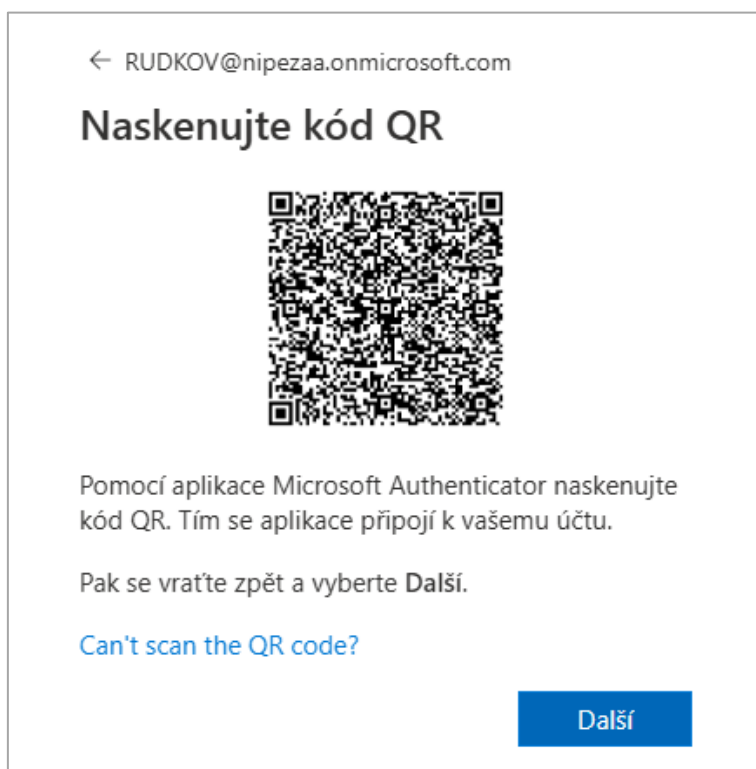 ← RUDKOV@nipezaa.onmicrosoft.com
Naskenujte kód QR
Pomocí aplikace Microsoft Authenticator naskenujte
kód QR. Tím se aplikace připojí k vašemu účtu.
Pak se vraťte zpět a vyberte Další.
Can't scan the QR code?
Další